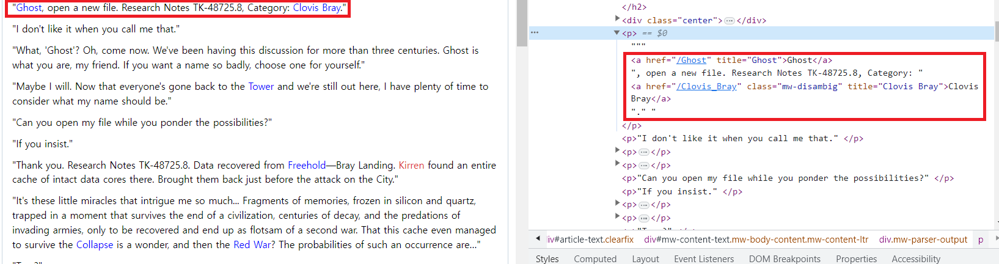 "Ghost, open a new file. Research Notes TK-48725.8, Category: Clovis Bray."
"I don't like it when you call me that."
"What, 'Ghost'? Oh, come now. We've been having this discussion for more than three centuries. Ghost is
what you are, my friend. If you want a name so badly, choose one for yourself."
"Maybe I will. Now that everyone's gone back to the Tower and we're still out here, I have plenty of time to
consider what my name should be."
"Can you open my file while you ponder the possibilities?"
"If you insist."
"Thank you. Research Notes TK-48725.8. Data recovered from Freehold—Bray Landing. Kirren found an entire
cache of intact data cores there. Brought them back just before the attack on the City."
"It's these little miracles that intrigue me so much... Fragments of memories, frozen in silicon and quartz,
trapped in a moment that survives the end of a civilization, centuries of decay, and the predations of
invading armies, only to be recovered and end up as flotsam of a second war. That this cache even managed
to survive the Collapse is a wonder, and then the Red War? The probabilities of such an occurrence are..."
</h2>
<div class="center">⋯</div>
<p> == $0
"""
<a href="/Ghost" title="Ghost">Ghost</a>
", open a new file. Research Notes TK-48725.8, Category: "
<a href="/Clovis_Bray" class="mw-disambig" title="Clovis Bray">Clovis
Bray</a>
"." "
</p>
<p>"I don't like it when you call me that." </p>
<p>⋯</p>
<p>⋯</p>
<p>"Can you open my file while you ponder the possibilities?" </p>
<p>"If you insist." </p>
<p>⋯</p>
<p>⋯</p>
div#article-text.clearfix div#mw-content-text.mw-body-content.mw-content-ltr div.mw-parser-output p
Styles Computed Layout Event Listeners DOM Breakpoints Properties Accessibility